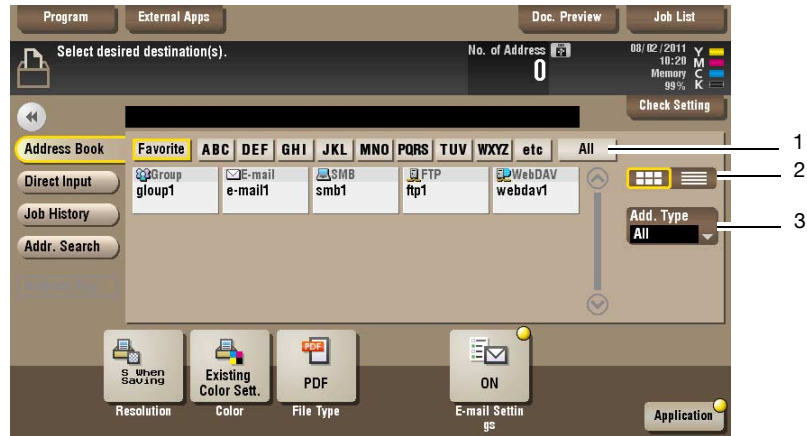 Program External Apps Doc. Preview Job List
Select desired destination(s). No. of Address 08/02/2011 Y
0 10:20 M
Memory C
99% K
Check Setting
Address Book Favorite ABC DEF GHI JKL MNO PQRS TUV WXYZ etc All 1
Direct Input Group E-mail SMB FTP WebDAV 2
gloup1 e-mail1 smb1 ftp1 webdav1
Job History Add. Type 3
All
Addr. Search
S When
Saving Existing
Color Sett. PDF ON
Resolution Color File Type E-mail Settin
gs
Application